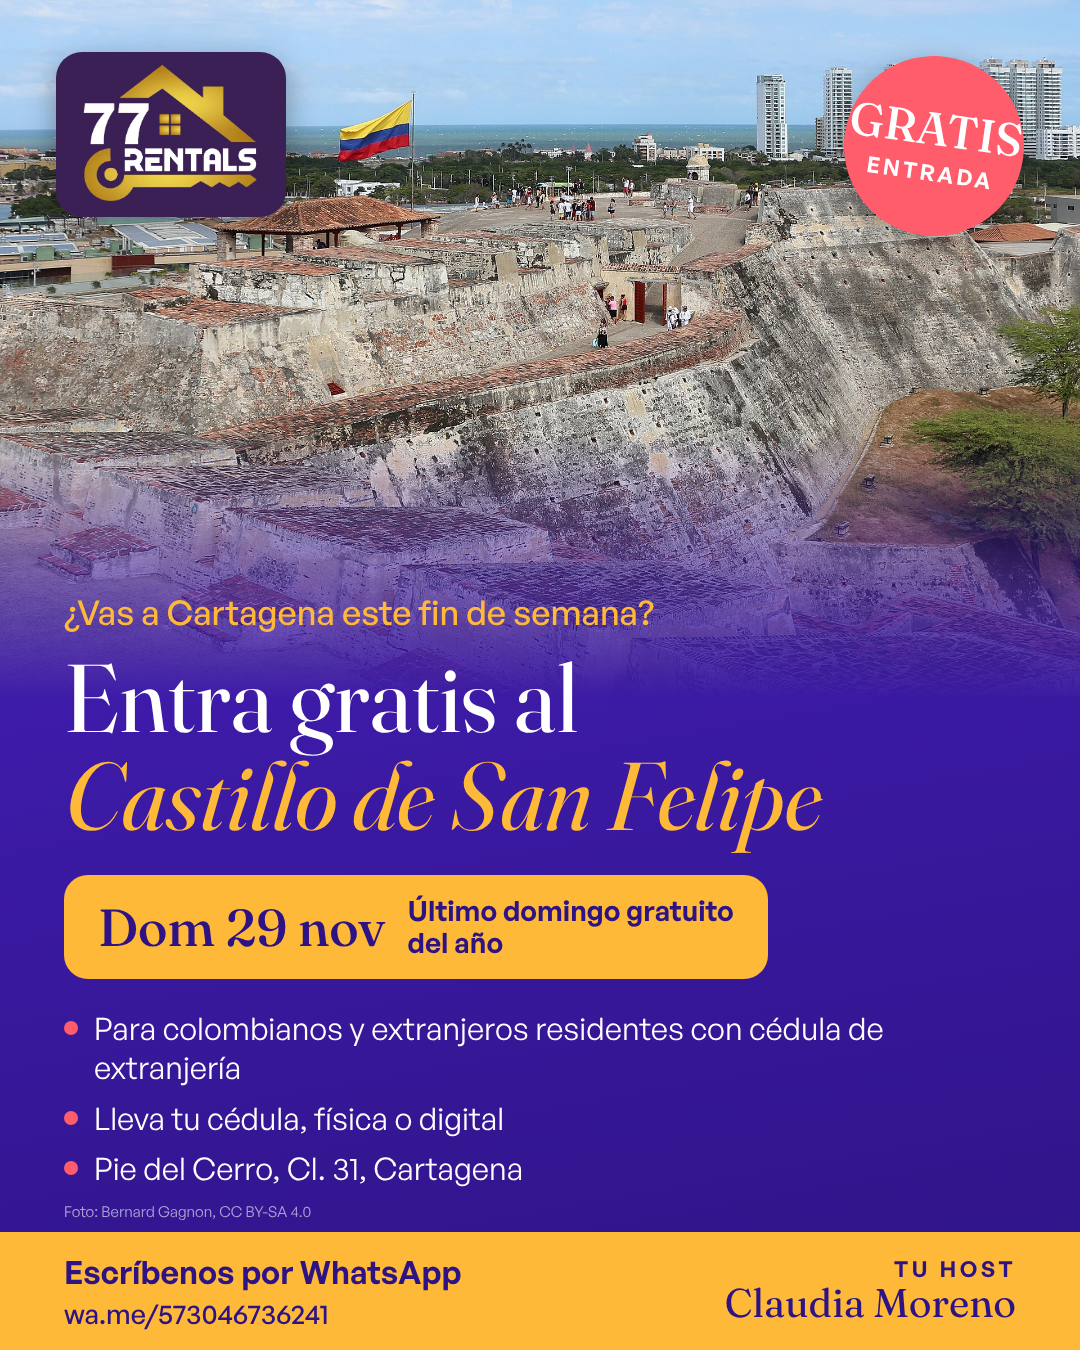 77
RENTALS
GRATIS
ENTRADA
¿Vas a Cartagena este fin de semana?
Entra gratis al
Castillo de San Felipe
Dom 29 nov
Último domingo gratuito
del año
Para colombianos y extranjeros residentes con cédula de
extranjería
Lleva tu cédula, física o digital
Pie del Cerro, Cl. 31, Cartagena
Foto: Bernard Gagnon, CC BY-SA 4.0
Escríbenos por WhatsApp
wa.me/573046736241
TU HOST
Claudia Moreno